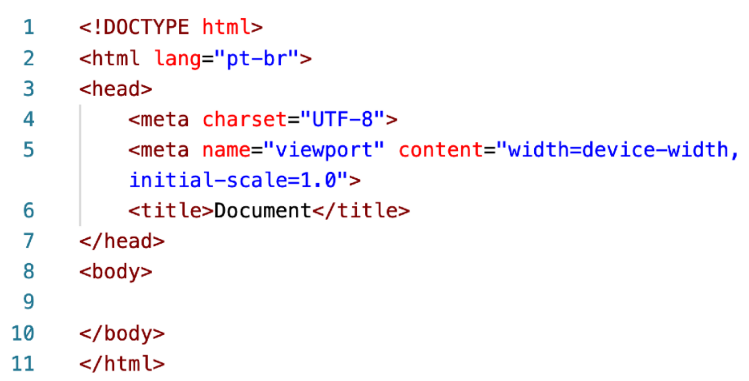 1 <!DOCTYPE html>
2 <html lang="pt-br">
3 <head>
4 <meta charset="UTF-8">
5 <meta name="viewport" content="width=device-width,
initial-scale=1.0">
6 <title>Document</title>
7 </head>
8 <body>
9
10 </body>
11 </html>